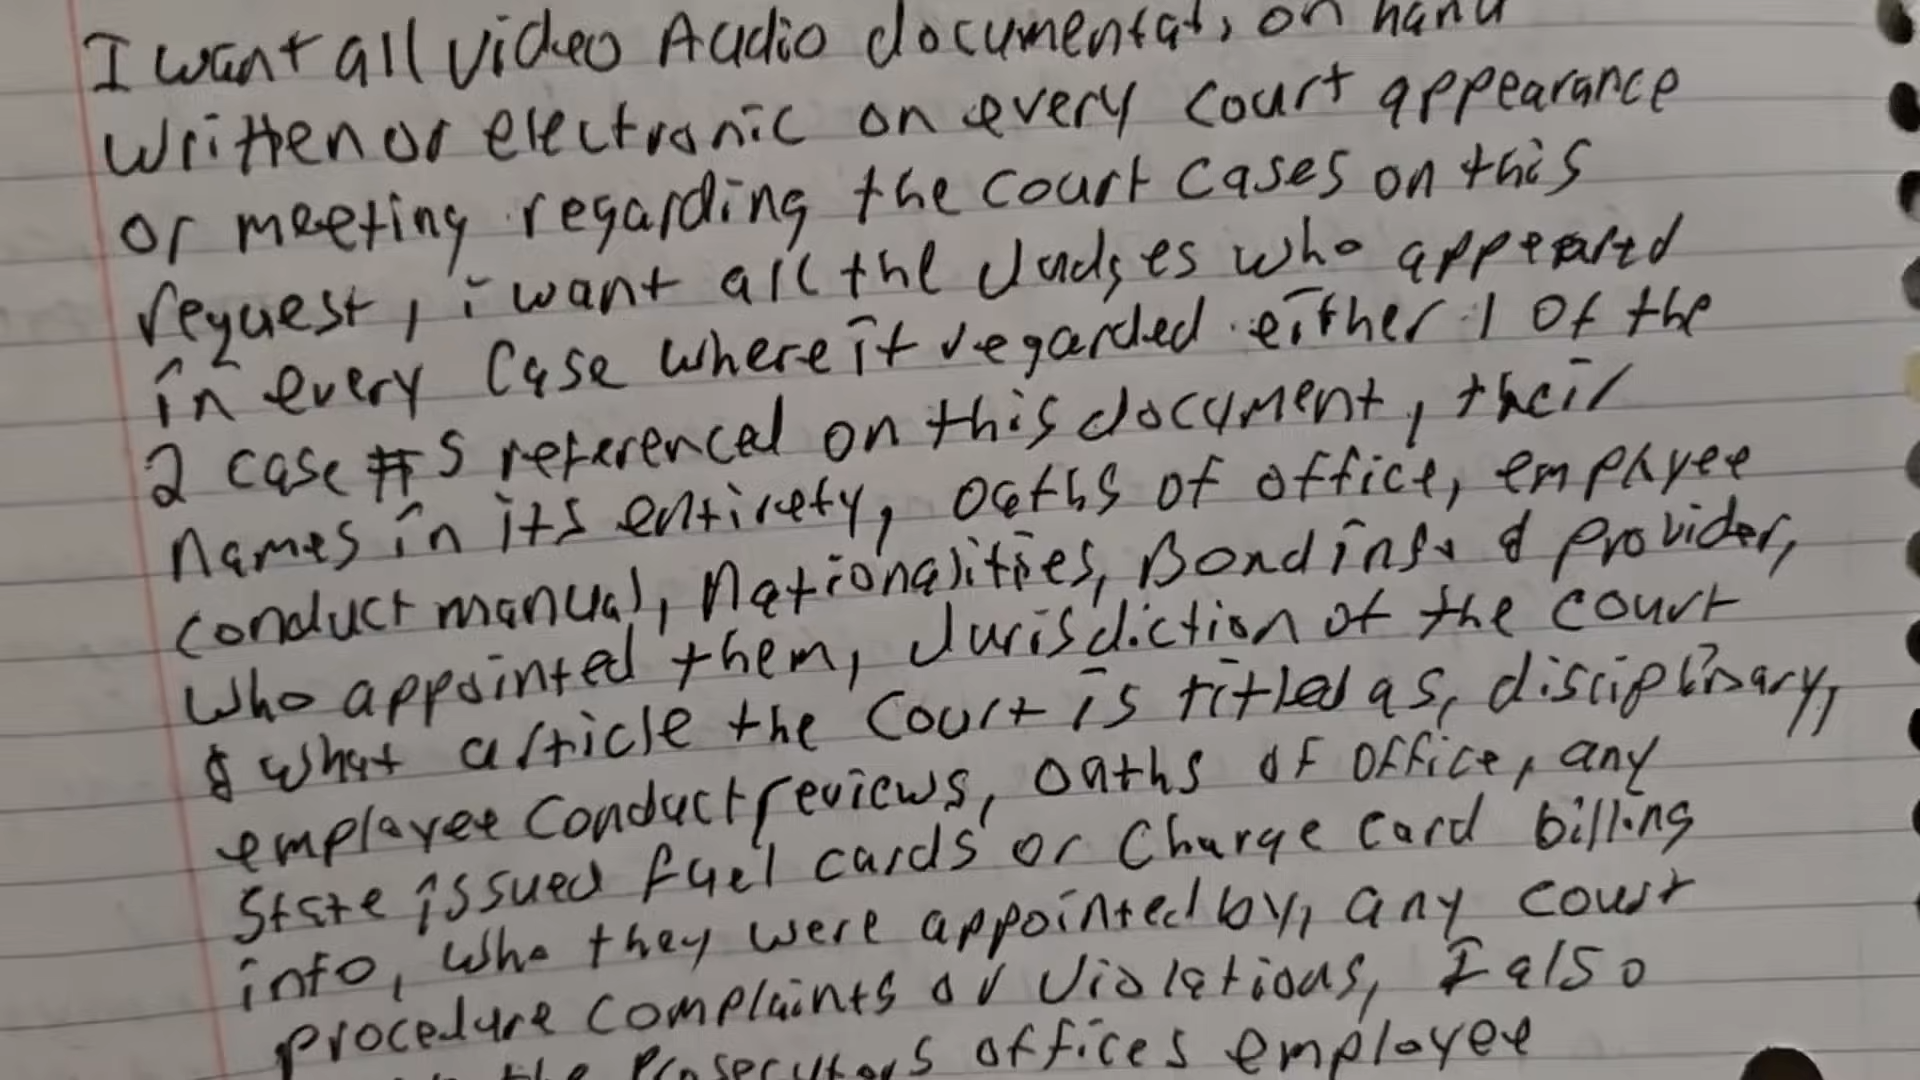 I want all video Audio documentation hand
written or electronic on every court appearance
or meeting regarding the court cases on this
request, i want all the Judges who appeared
in every Case where it regarded either 1 of the
2 case #s referenced on this document, their
names in its entirety, oaths of office, employee
conduct manual, nationalities, Bond info & provider,
who appointed them, Jurisdiction of the court
& what article the Court is titled as, disciplinary,
employee Conduct reviews, oaths of office, any
State issued fuel cards or Charge card billing
info, who they were appointed by, any court
procedure complaints or violations, I also
the Prosecutors offices employee